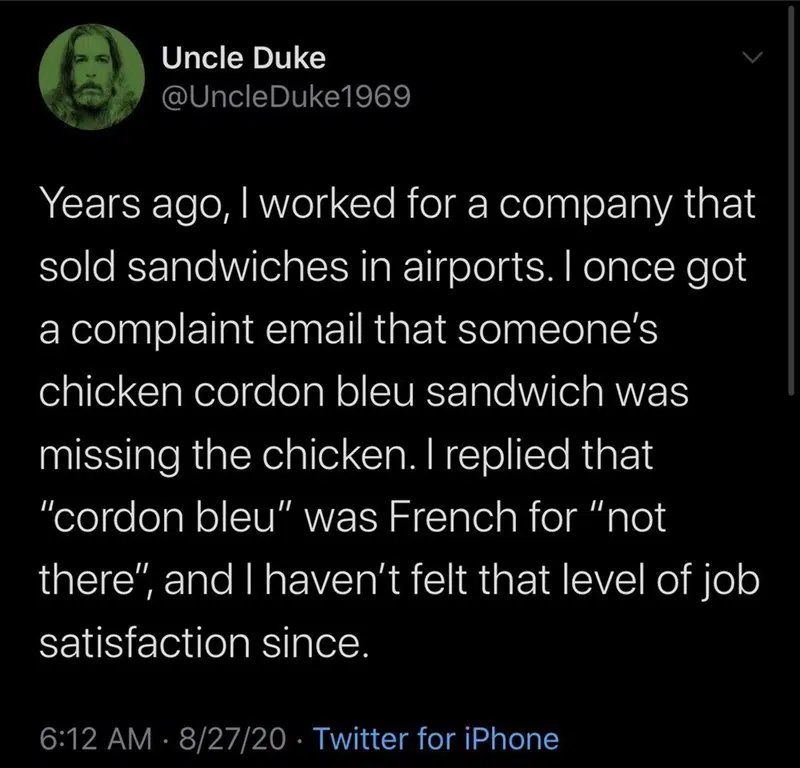 Uncle Duke
@UncleDuke1969
Years ago, I worked for a company that
sold sandwiches in airports. I once got
a complaint email that someone’s
chicken cordon bleu sandwich was
missing the chicken. I replied that
“cordon bleu” was French for “not
there”, and I haven’t felt that level of job
satisfaction since.
6:12 AM · 8/27/20 · Twitter for iPhone